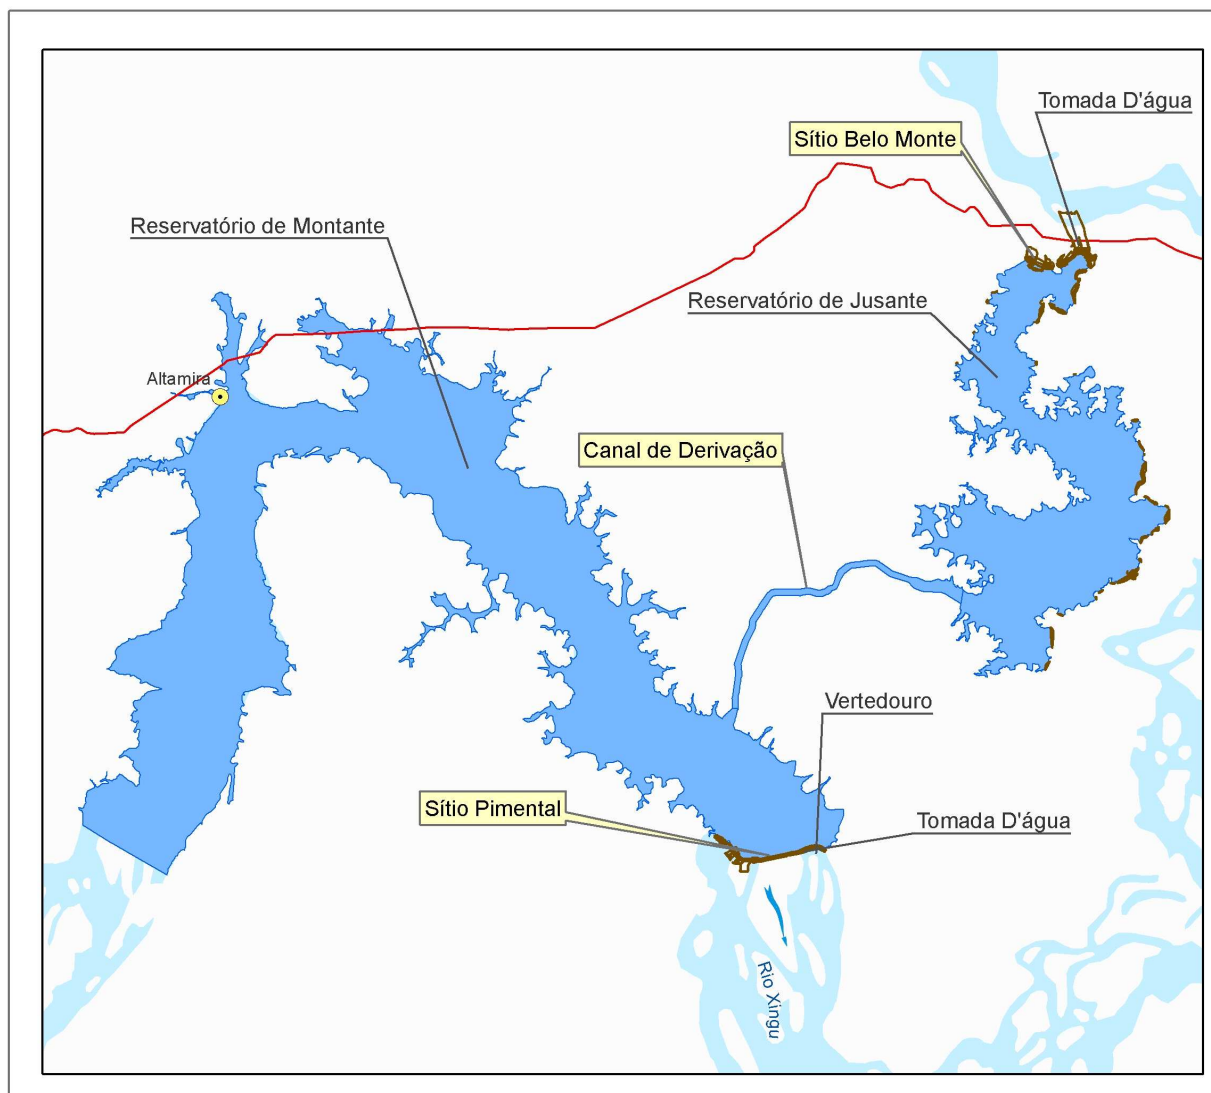 Tomada D'água
Sítio Belo Monte
Reservatório de Montante
Reservatório de Jusante
Altamira
Canal de Derivação
Vertedouro
Sítio Pimental
Tomada D'água
Rio Xingu